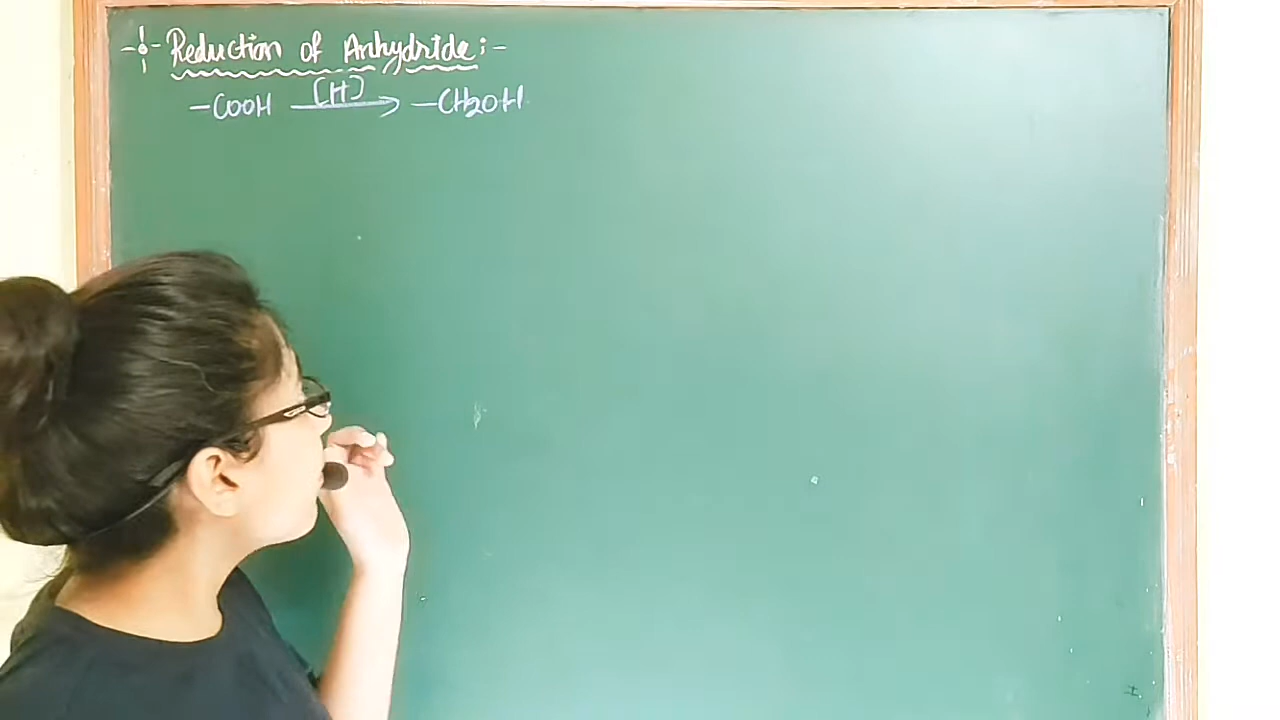 Reduction of Anhydride :-
-COOH [H] → -CH2OH